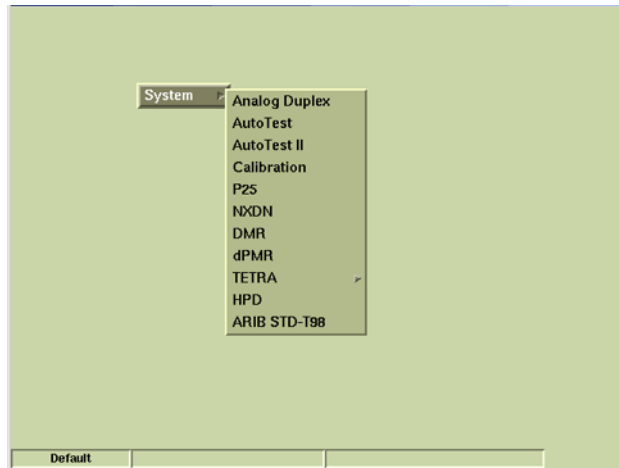 System
Analog Duplex
AutoTest
AutoTest II
Calibration
P25
NXDN
DMR
dPMR
TETRA
HPD
ARIB STD-T98
Default